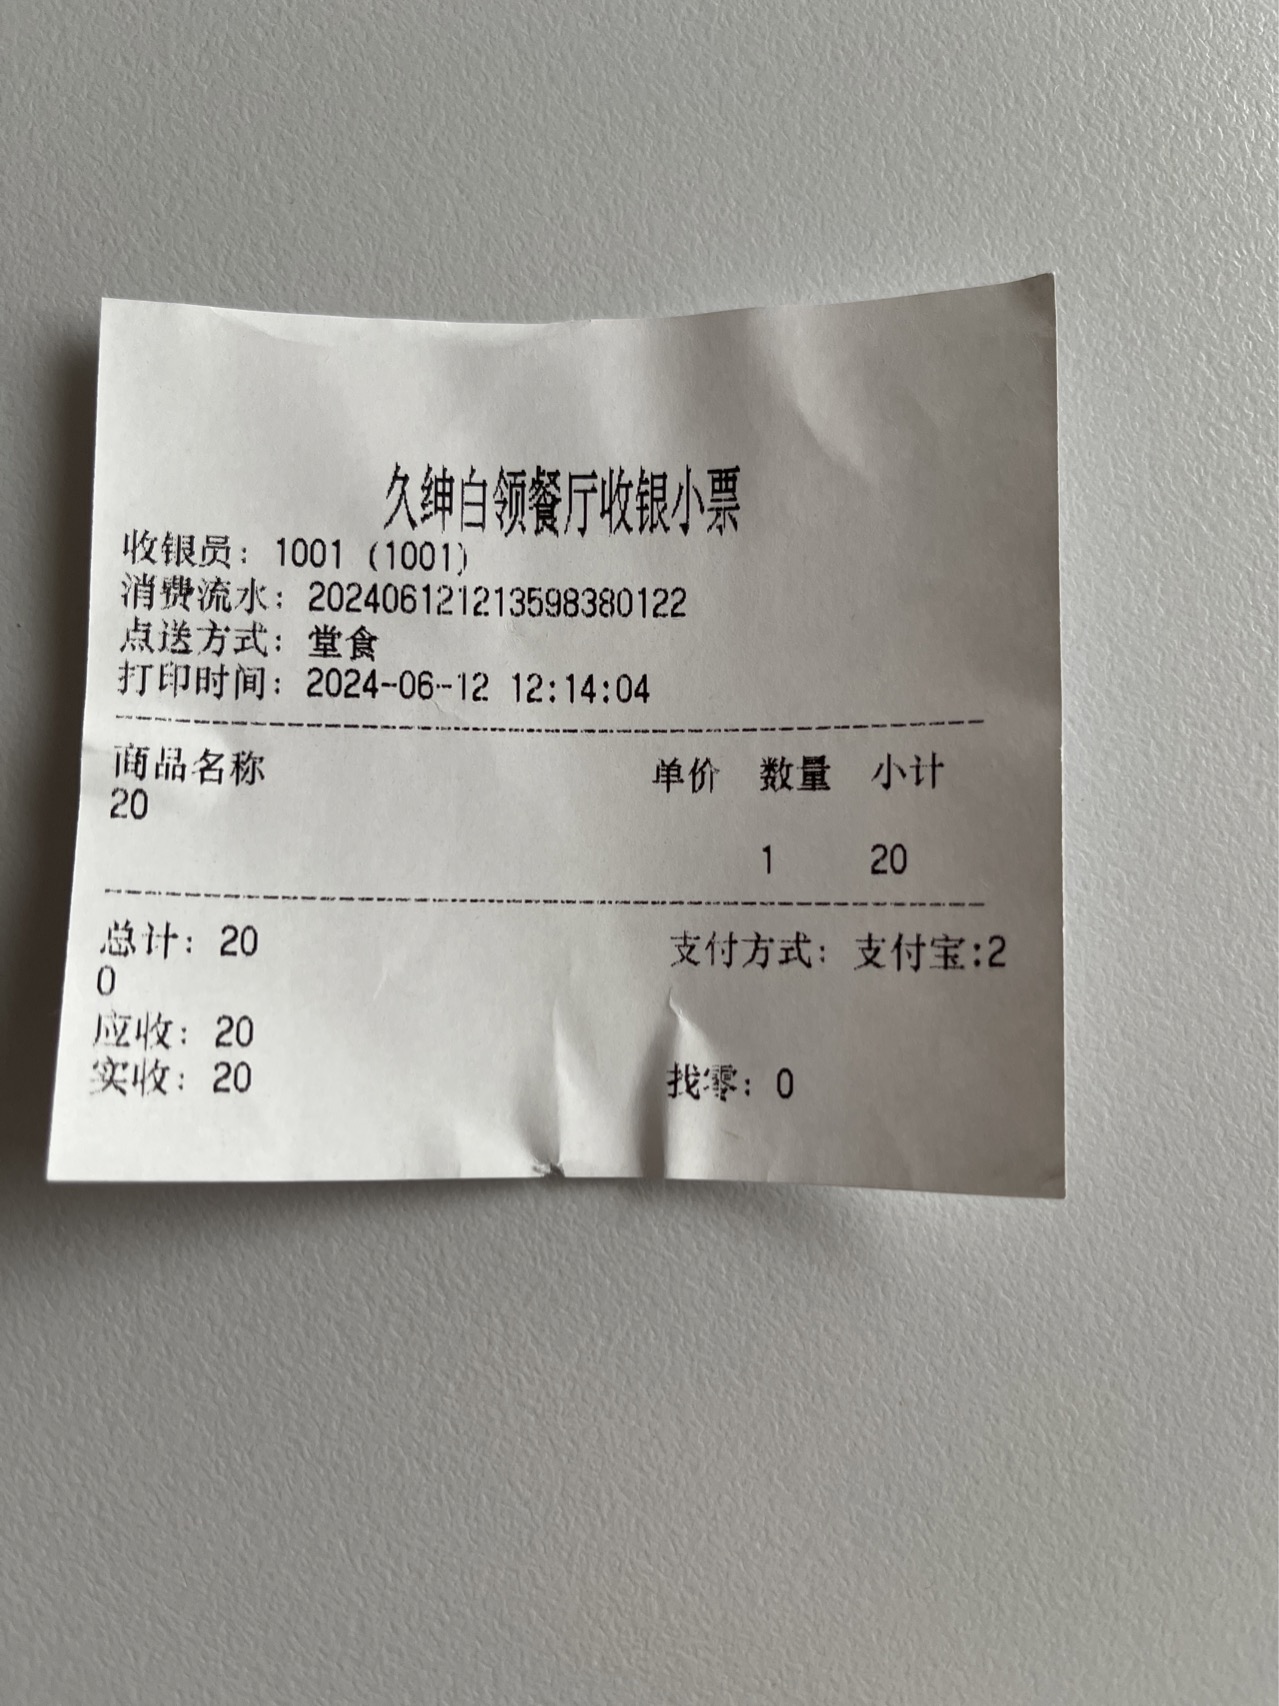 久绅白领餐厅收银小票
收银员: 1001 (1001)
消费流水: 20240612121213598380122
点送方式: 堂食
打印时间: 2024-06-12 12:14:04
商品名称 单价 数量 小计
20
1 20
总计: 20 支付方式: 支付宝:2
0
应收: 20
实收: 20 找零: 0